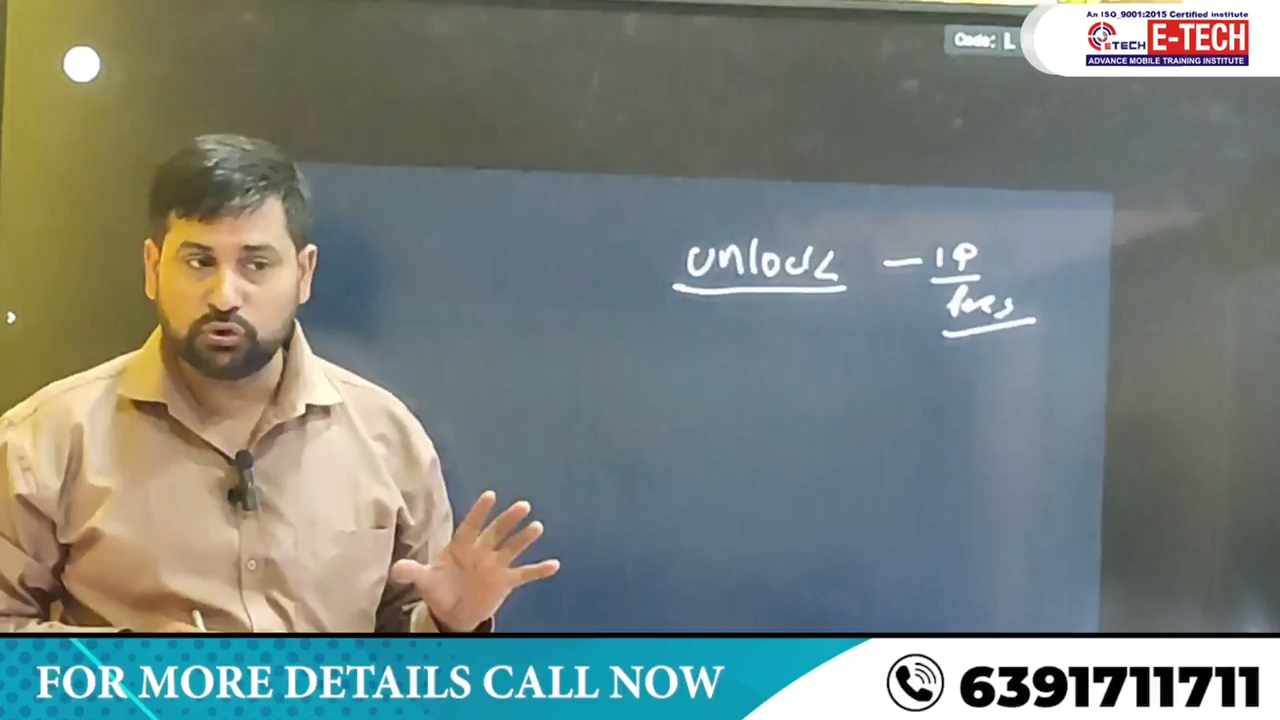 An ISO 9001:2015 Certified Institute
ETECH E-TECH
ADVANCE MOBILE TRAINING INSTITUTE
Code: L
unlock —
FOR MORE DETAILS CALL NOW
6391711711